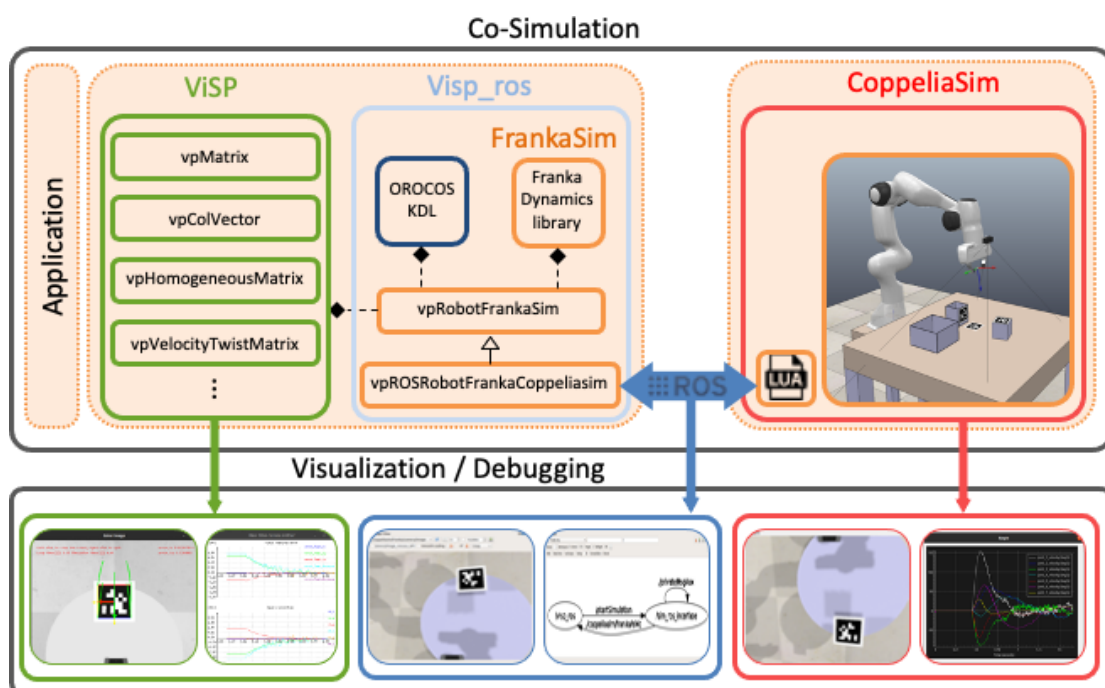 Co-Simulation
Application
ViSP
vpMatrix
vpColVector
vpHomogeneousMatrix
vpVelocityTwistMatrix
⋮
Visp_ros
FrankaSim
OROCOS
KDL
Franka
Dynamics
library
vpRobotFrankaSim
vpROSRobotFrankaCoppeliasim
ROS
CoppeliaSim
LUA
Visualization / Debugging